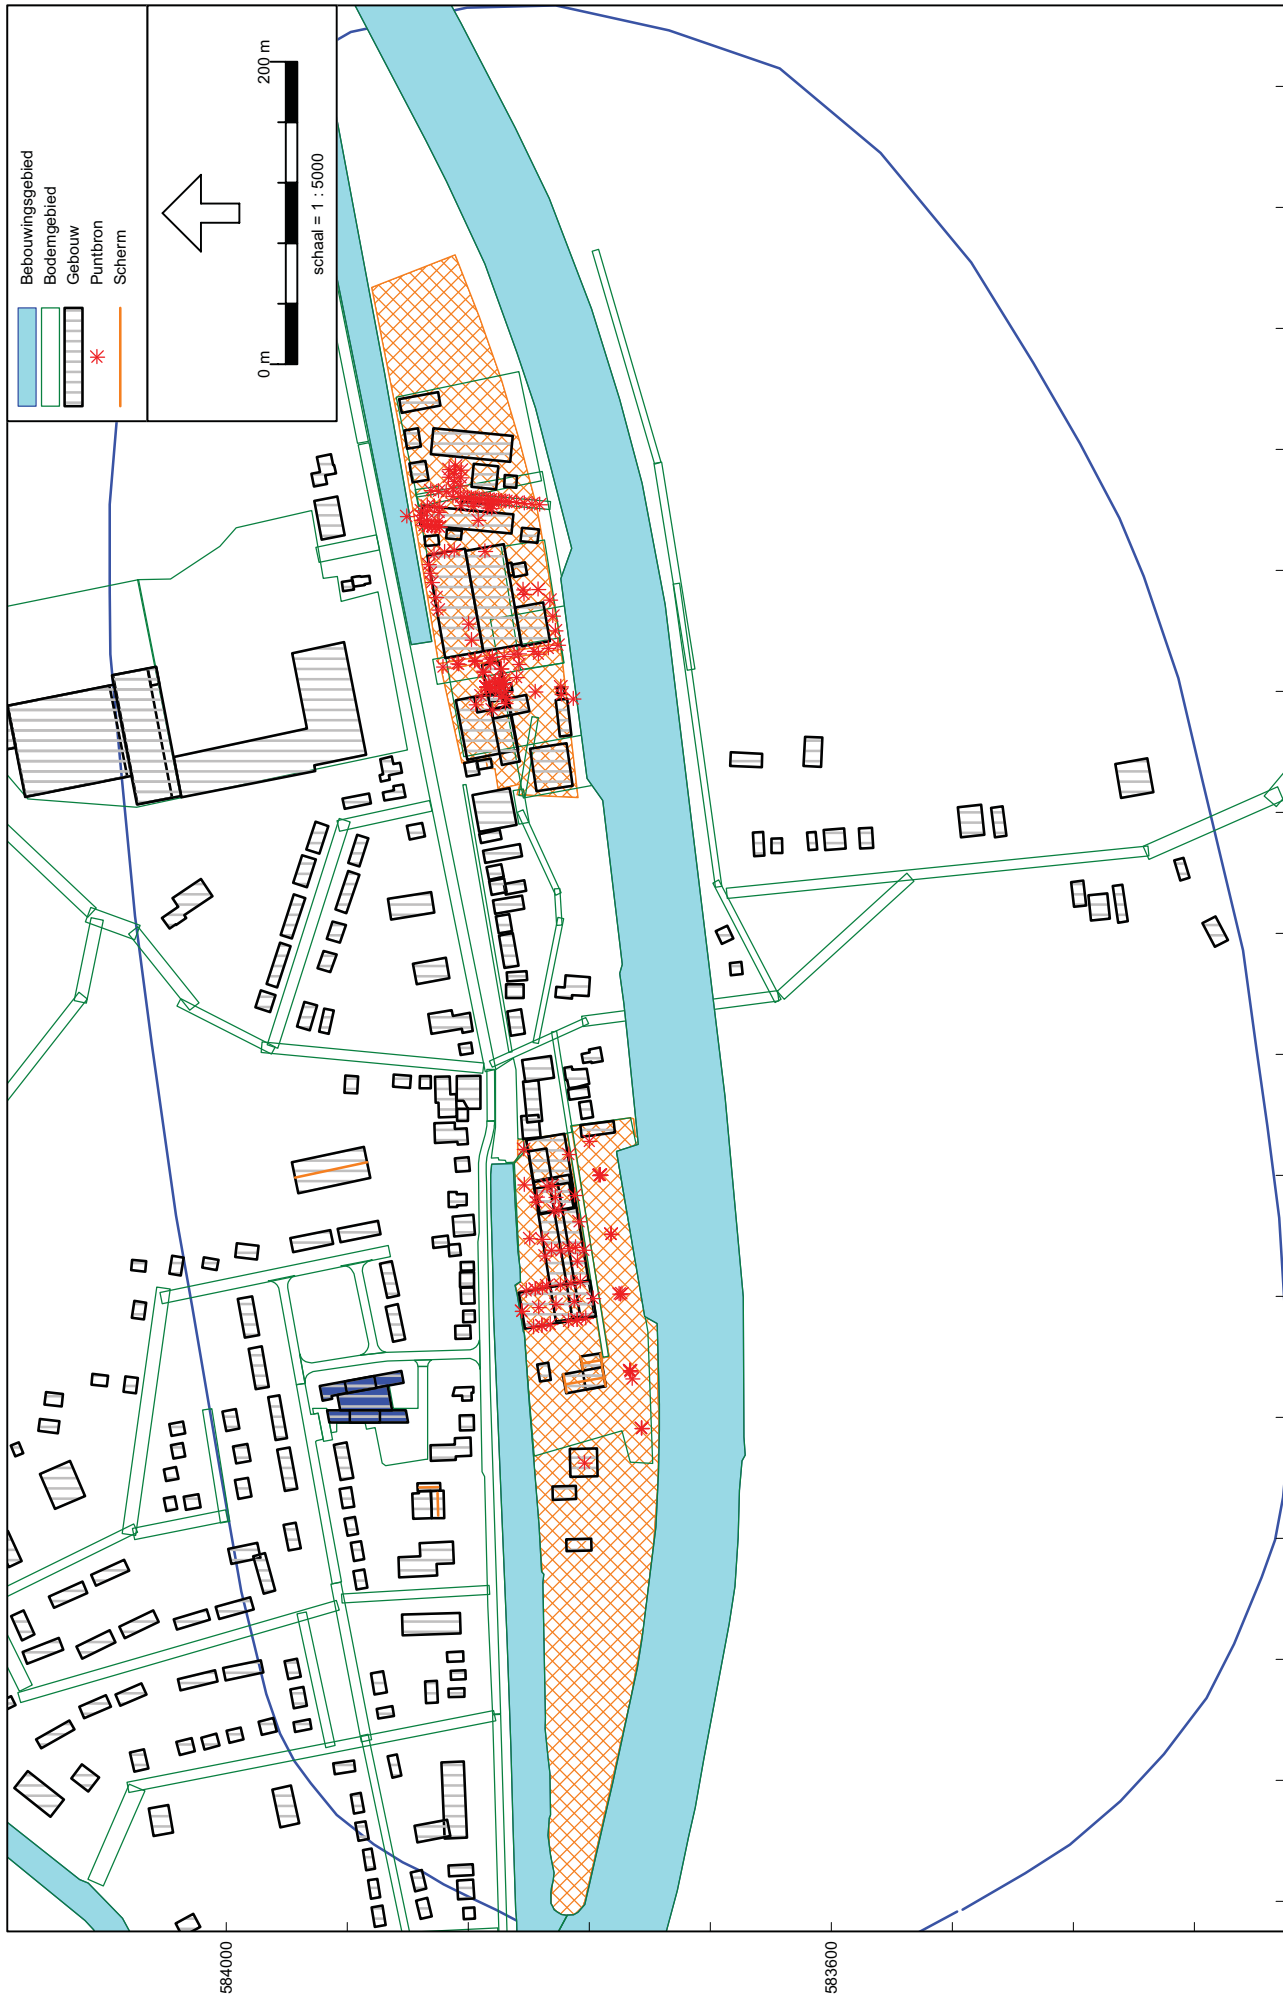 Bebouwingsgebied
Bodemgebied
Gebouw
Puntbron
Scherm
0 m
200 m
schaal = 1 : 5000
584000
583600